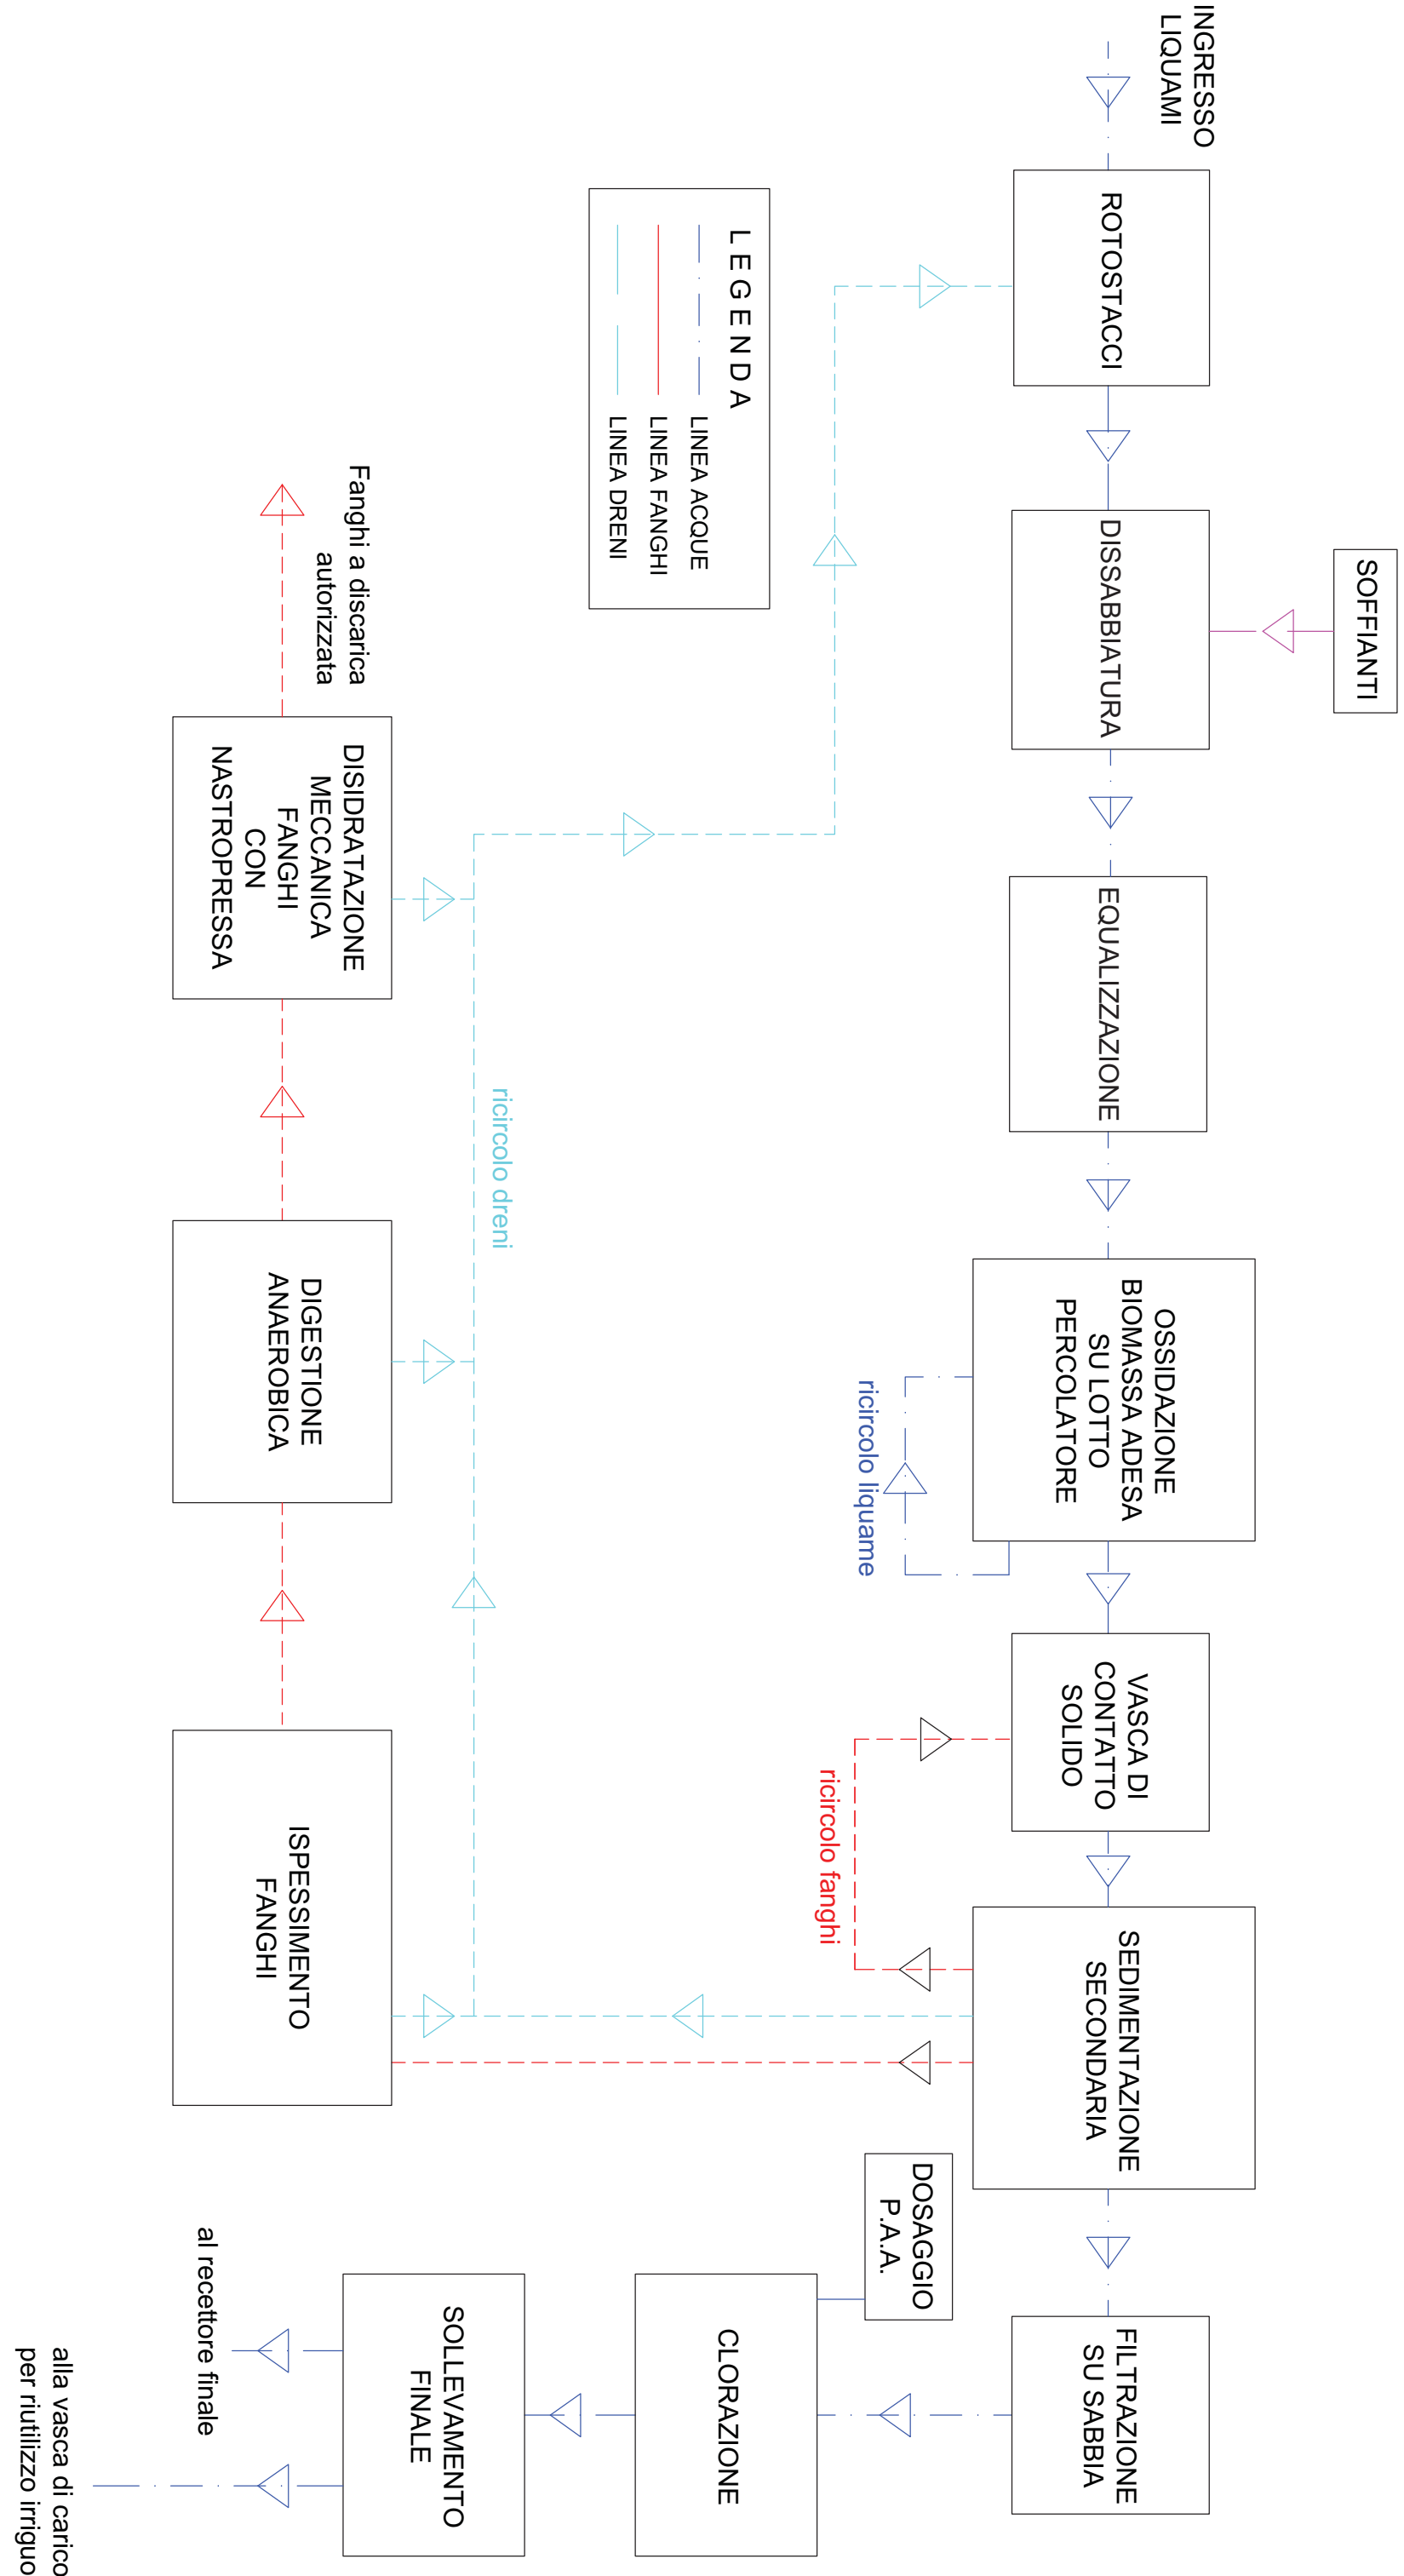 INGRESSO
LIQUAMI
ROTOSTACCI
SOFFIANTI
DISSABBIATURA
EQUALIZZAZIONE
OSSIDAZIONE
BIOMASSA ADESA
SU LOTTO
PERCOLATORE
ricircolo liquame
VASCA DI
CONTATTO
SOLIDO
ricircolo fanghi
SEDIMENTAZIONE
SECONDARIA
FILTRAZIONE
SU SABBIA
DOSAGGIO
P.A.A.
CLORAZIONE
SOLLEVAMENTO
FINALE
al recettore finale
alla vasca di carico
per riutilizzo irriguo
LEGENDA
LINEA ACQUE
LINEA FANGHI
LINEA DRENI
ricircolo dreni
Fanghi a discarica
autorizzata
DISIDRATAZIONE
MECCANICA
FANGHI
CON
NASTROPRESSA
DIGESTIONE
ANAEROBICA
ISPESSIMENTO
FANGHI